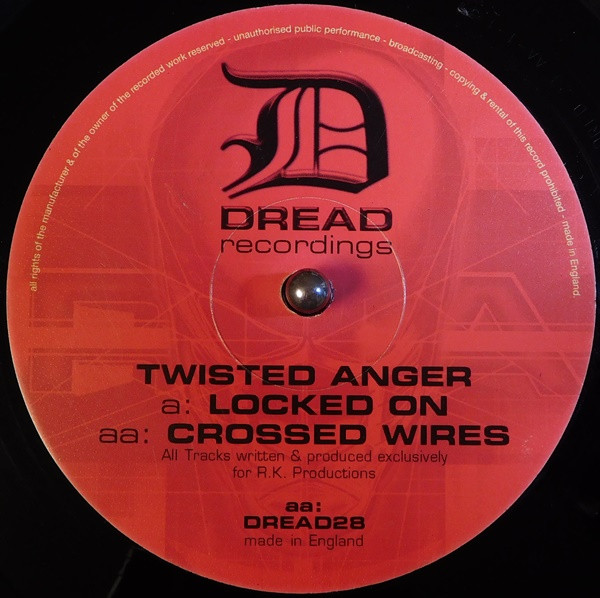 all rights of the manufacturer & of the owner of the recorded work reserved - unauthorised public performance - broadcasting - copying & rental of this record prohibited - made in England.
D
DREAD
recordings
TWISTED ANGER
a: LOCKED ON
aa: CROSSED WIRES
All Tracks written & produced exclusively
for R.K. Productions
aa:
DREAD28
made in England